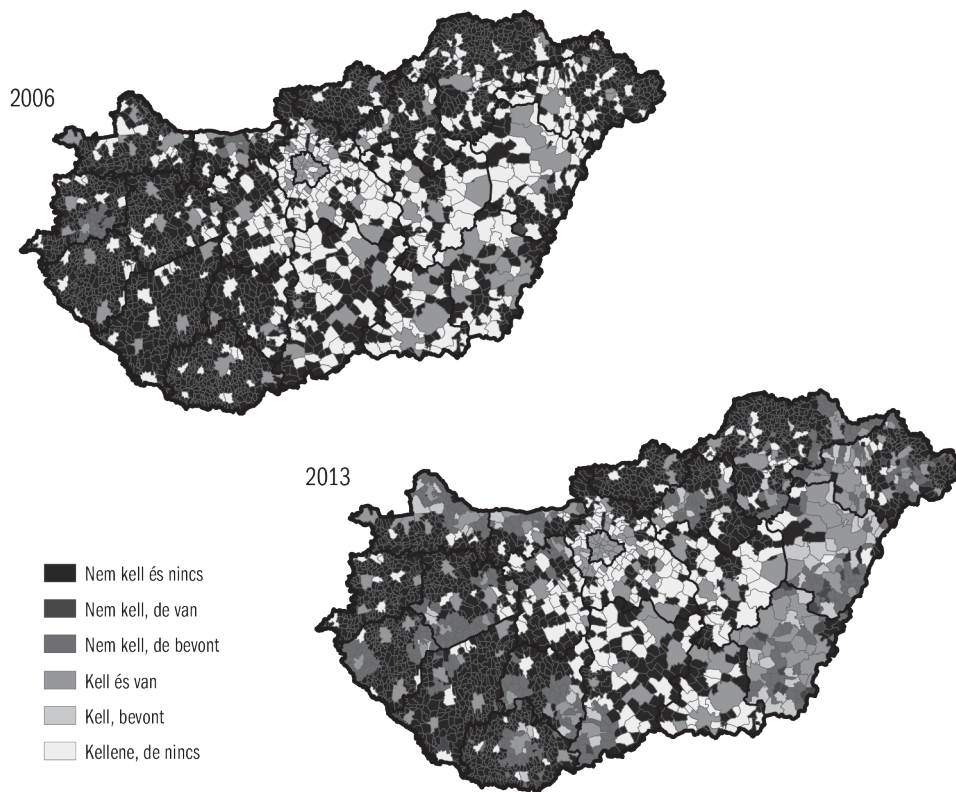 2006
2013
Nem kell és nincs
Nem kell, de van
Nem kell, de bevont
Kell és van
Kell, bevont
Kellene, de nincs